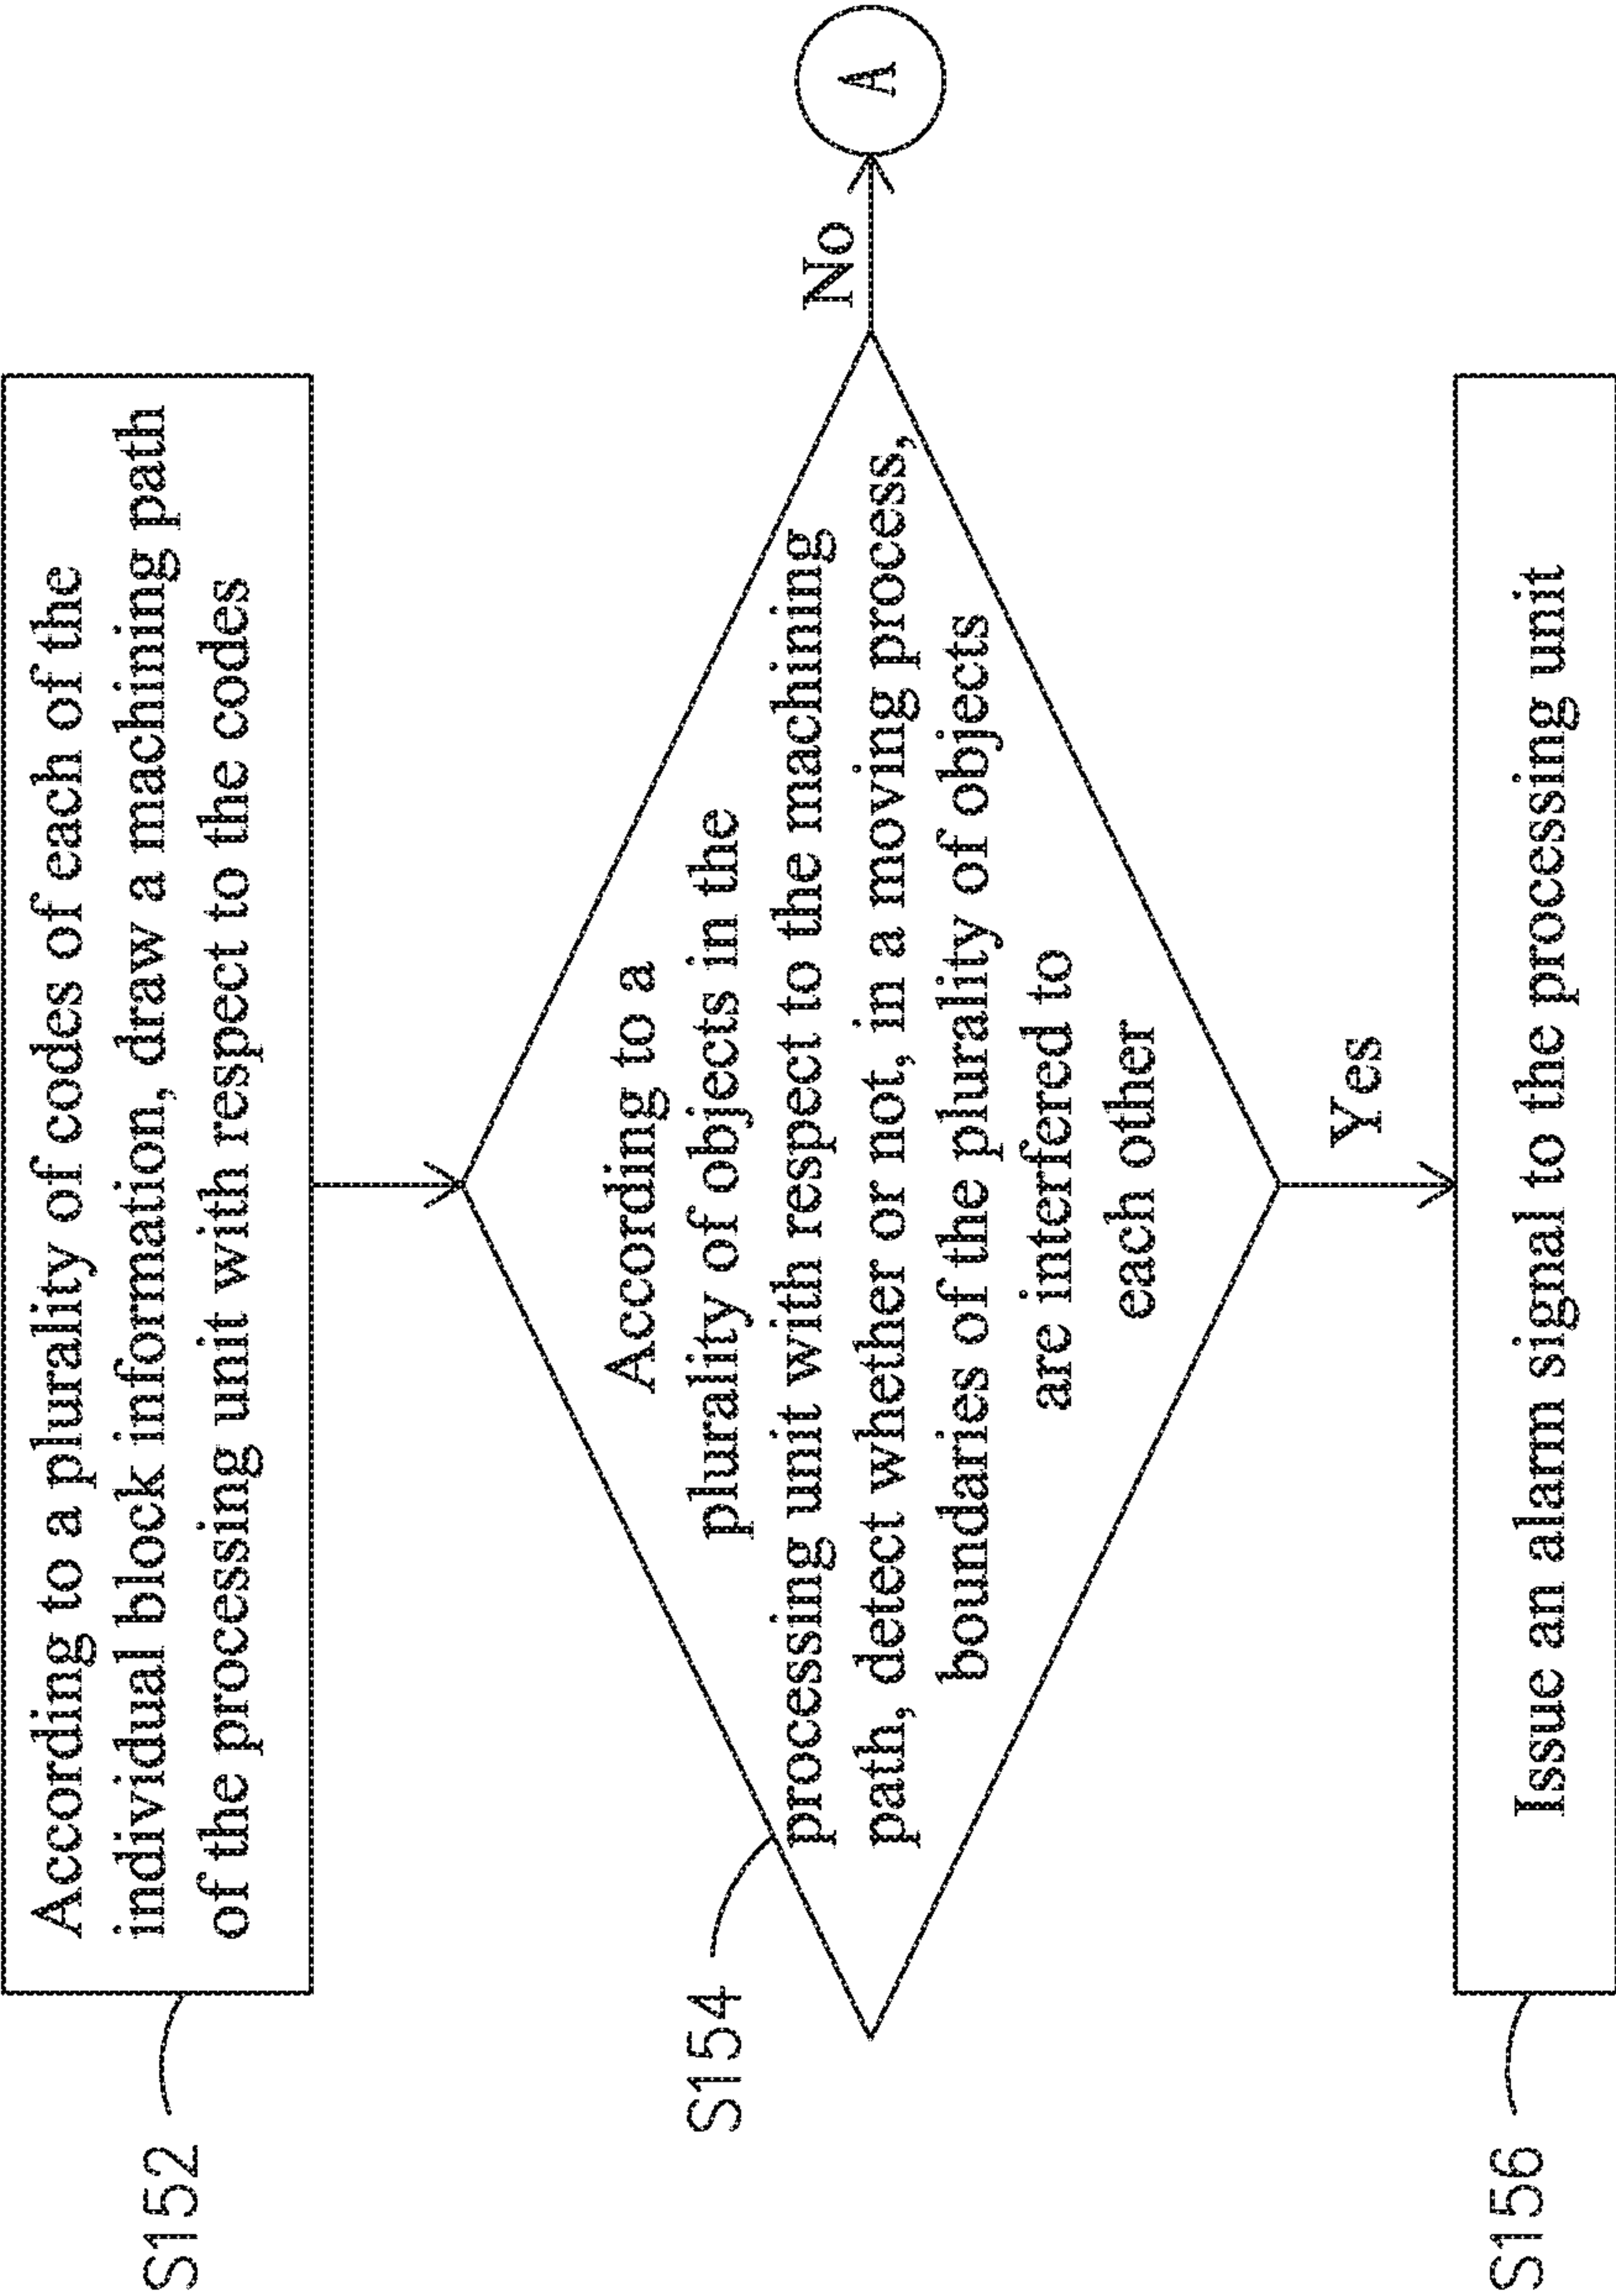 S152
According to a plurality of codes of each of the
individual block information, draw a machining path
of the processing unit with respect to the codes
S154
According to a
plurality of objects in the
processing unit with respect to the machining
path, detect whether or not, in a moving process,
boundaries of the plurality of objects
are interfered to
each other
No
A
Yes
S156
Issue an alarm signal to the processing unit